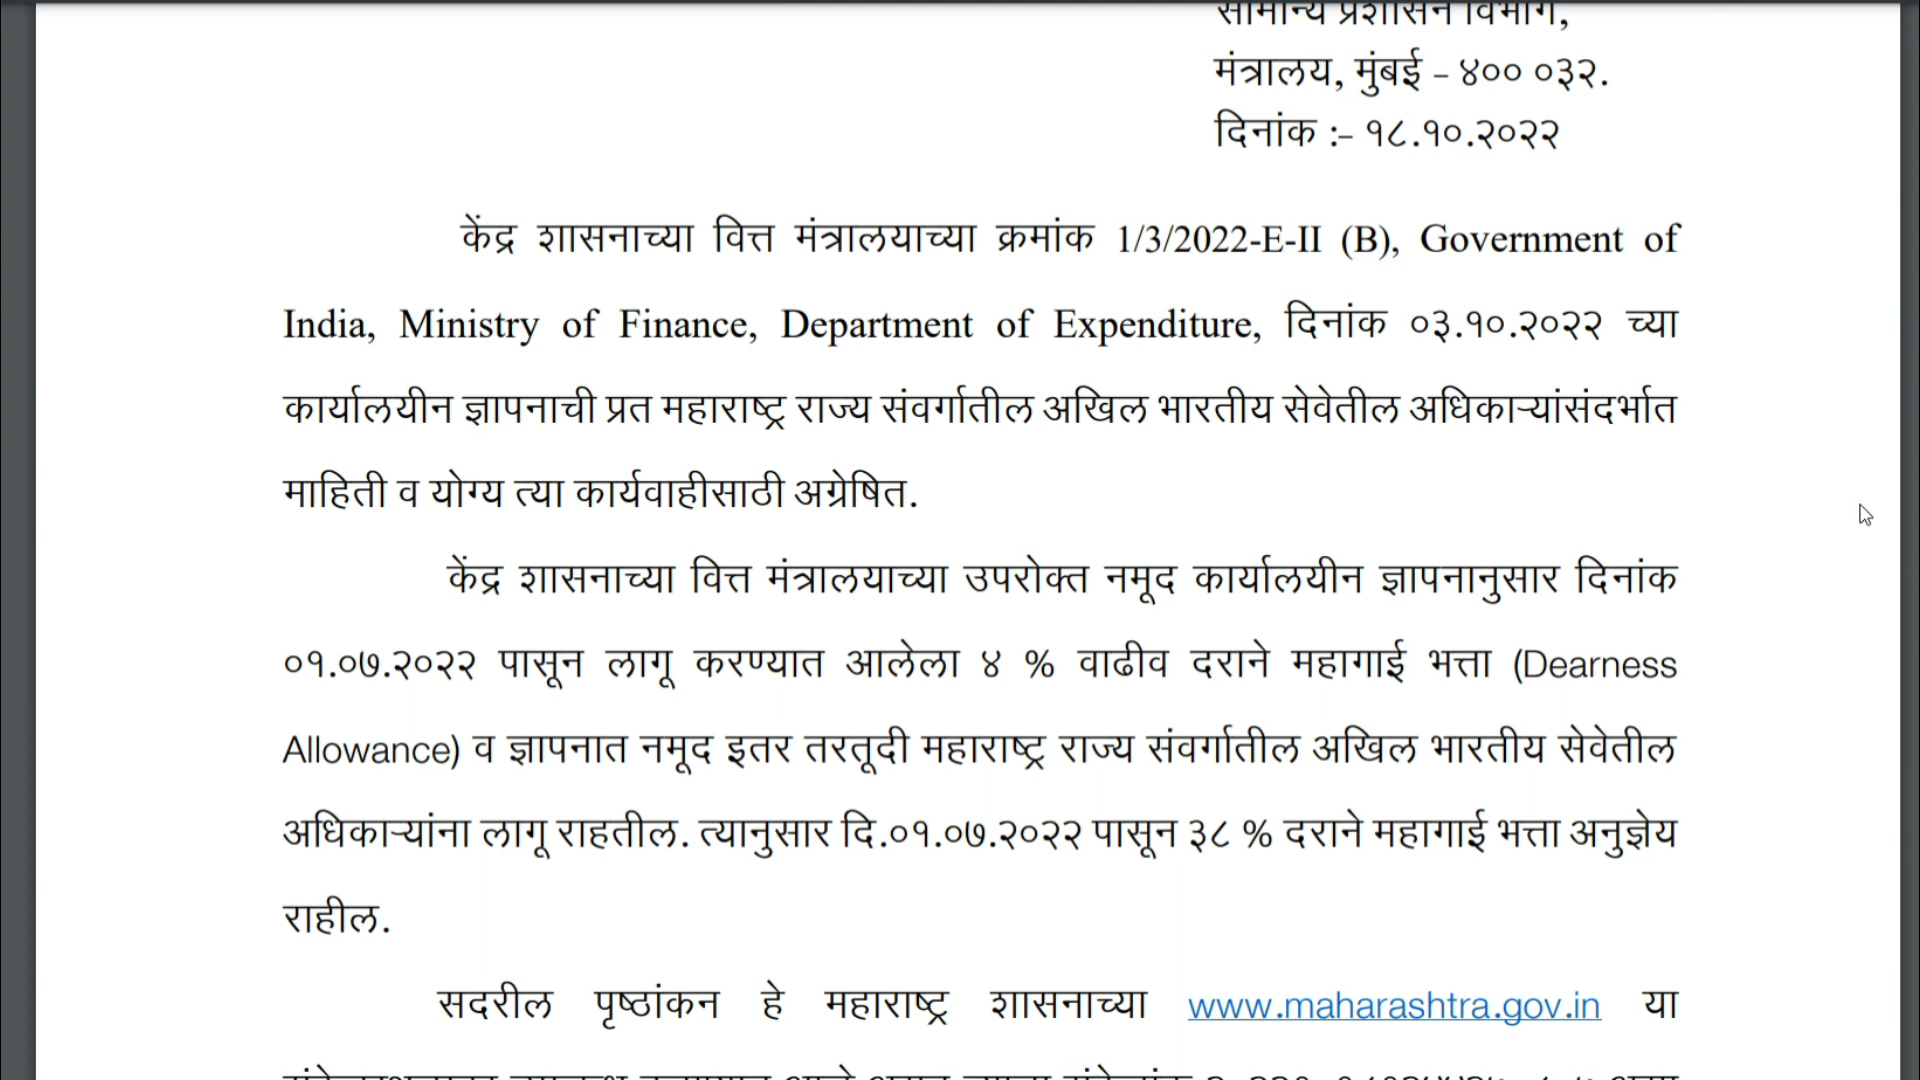 सामान्य प्रशासन विभाग,
मंत्रालय, मुंबई – ४०० ०३२.
दिनांक :– १८.१०.२०२२
केंद्र शासनाच्या वित्त मंत्रालयाच्या क्रमांक 1/3/2022-E-II (B), Government of
India, Ministry of Finance, Department of Expenditure, दिनांक ०३.१०.२०२२ च्या
कार्यालयीन ज्ञापनाची प्रत महाराष्ट्र राज्य संवर्गातील अखिल भारतीय सेवेतील अधिकाऱ्यांसंदर्भात
माहिती व योग्य त्या कार्यवाहीसाठी अग्रेषित.
केंद्र शासनाच्या वित्त मंत्रालयाच्या उपरोक्त नमूद कार्यालयीन ज्ञापनानुसार दिनांक
०१.०७.२०२२ पासून लागू करण्यात आलेला ४ % वाढीव दराने महागाई भत्ता (Dearness
Allowance) व ज्ञापनात नमूद इतर तरतूदी महाराष्ट्र राज्य संवर्गातील अखिल भारतीय सेवेतील
अधिकाऱ्यांना लागू राहतील. त्यानुसार दि.०१.०७.२०२२ पासून ३८ % दराने महागाई भत्ता अनुज्ञेय
राहील.
सदरील पृष्ठांकन हे महाराष्ट्र शासनाच्या www.maharashtra.gov.in या